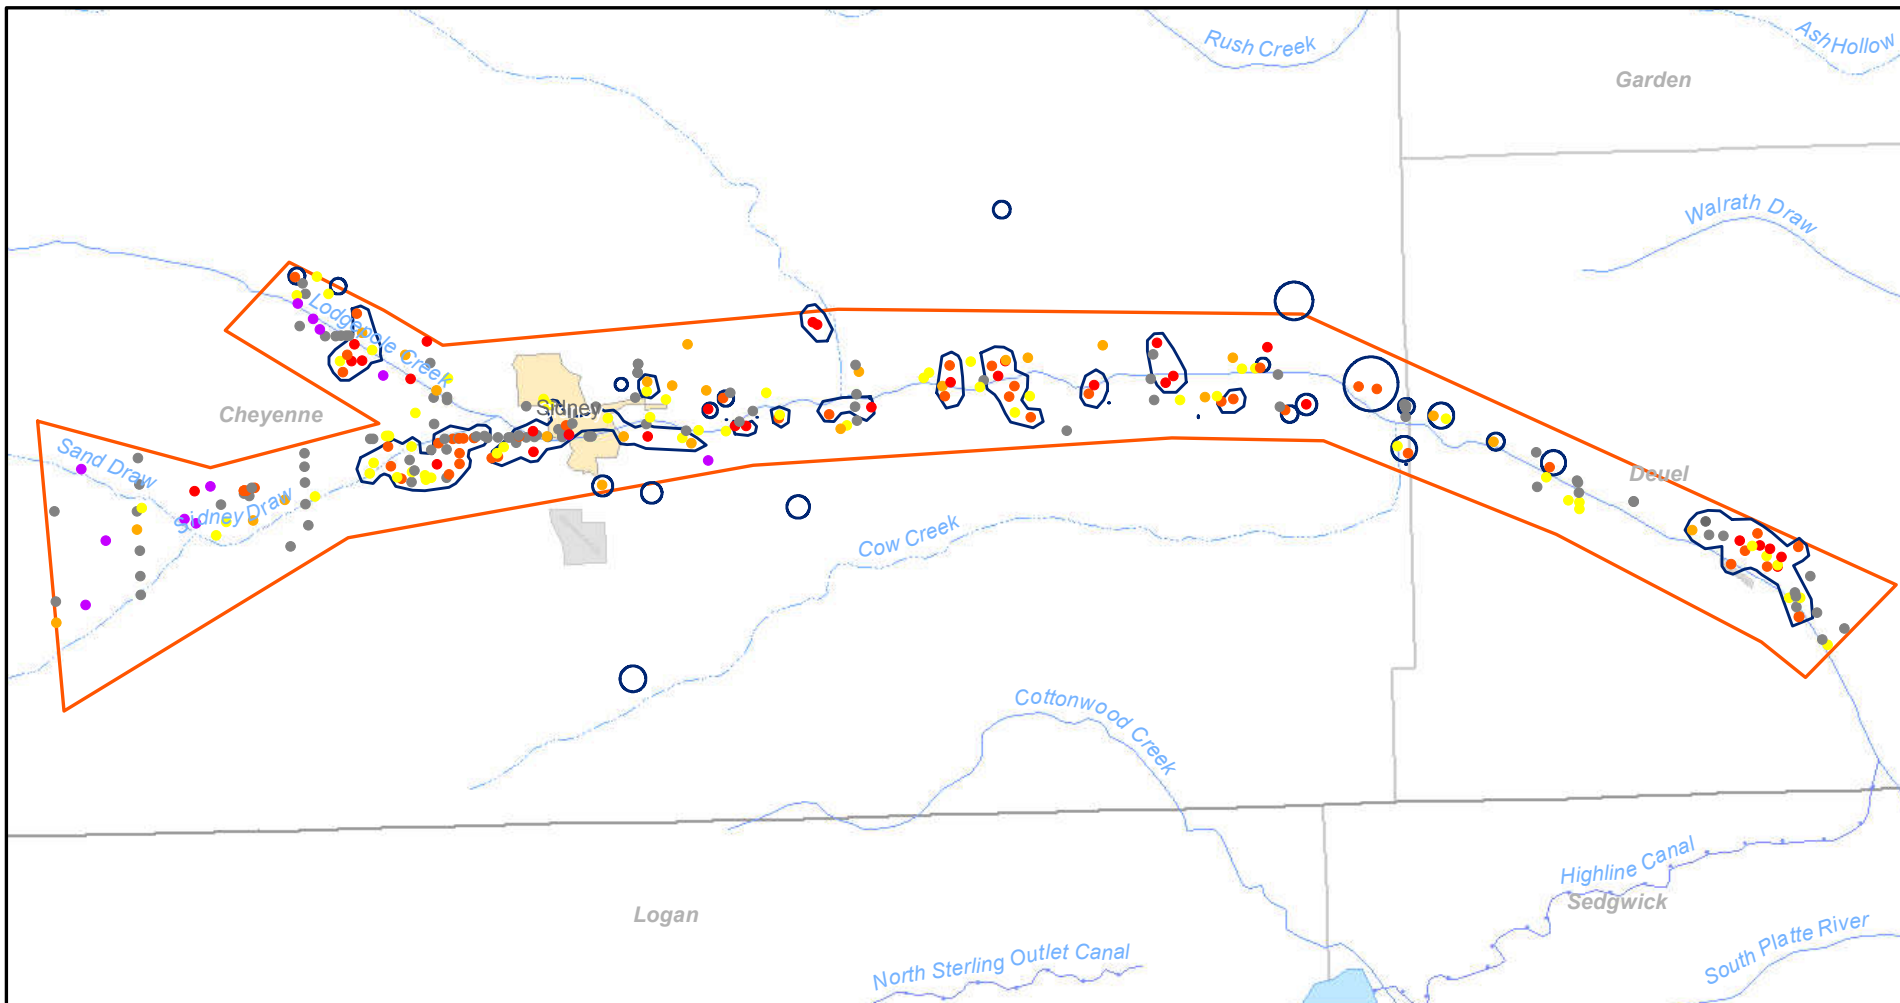 Rush Creek
Ash Hollow
Garden
Walrath Draw
Lodgepole Creek
Cheyenne
Sidney
Sand Draw
Sidney Draw
Deuel
Cow Creek
Cottonwood Creek
Highline Canal
Sedgwick
Logan
North Sterling Outlet Canal
South Platte River